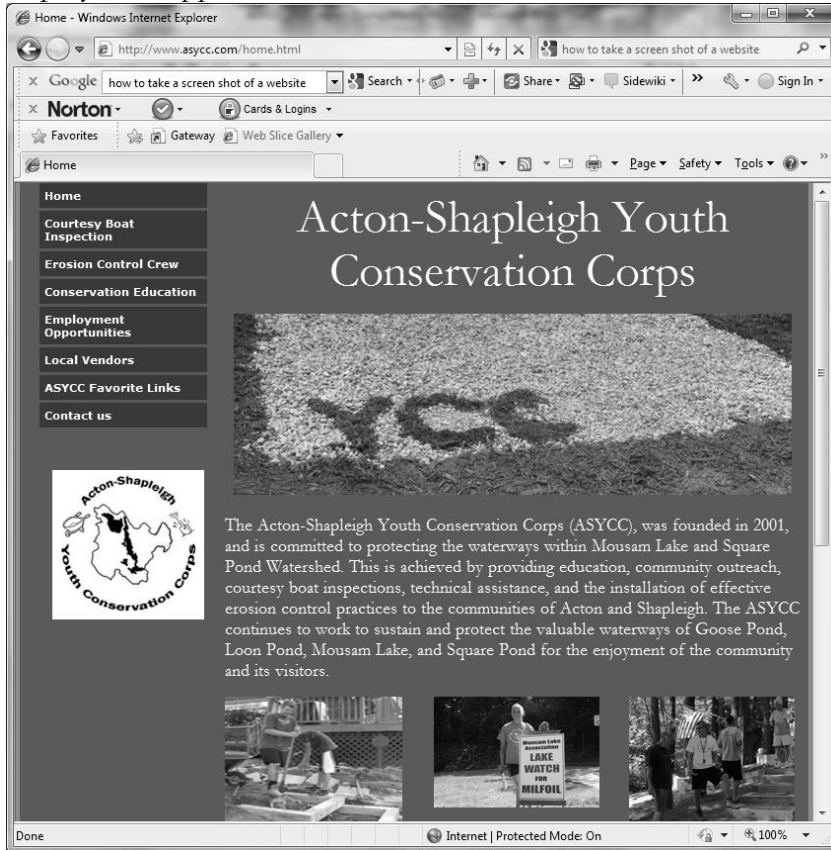 Home - Windows Internet Explorer
http://www.asycc.com/home.html
how to take a screen shot of a website
x Google how to take a screen shot of a website Search Share Sidewiki >> Sign In
x Norton Cards & Logins
Favorites Gateway Web Slice Gallery
Home Page Safety Tools >>
Home
Courtesy Boat
Inspection
Erosion Control Crew
Conservation Education
Employment
Opportunities
Local Vendors
ASYCC Favorite Links
Contact us
Acton-Shapleigh
Youth Conservation Corps
Acton-Shapleigh Youth
Conservation Corps
YCC
The Acton-Shapleigh Youth Conservation Corps (ASYCC), was founded in 2001,
and is committed to protecting the waterways within Mousam Lake and Square
Pond Watershed. This is achieved by providing education, community outreach,
courtesy boat inspections, technical assistance, and the installation of effective
erosion control practices to the communities of Acton and Shapleigh. The ASYCC
continues to work to sustain and protect the valuable waterways of Goose Pond,
Loon Pond, Mousam Lake, and Square Pond for the enjoyment of the community
and its visitors.
Mousam Lake
Association
LAKE
WATCH
FOR
MILFOIL
Done Internet | Protected Mode: On 100%